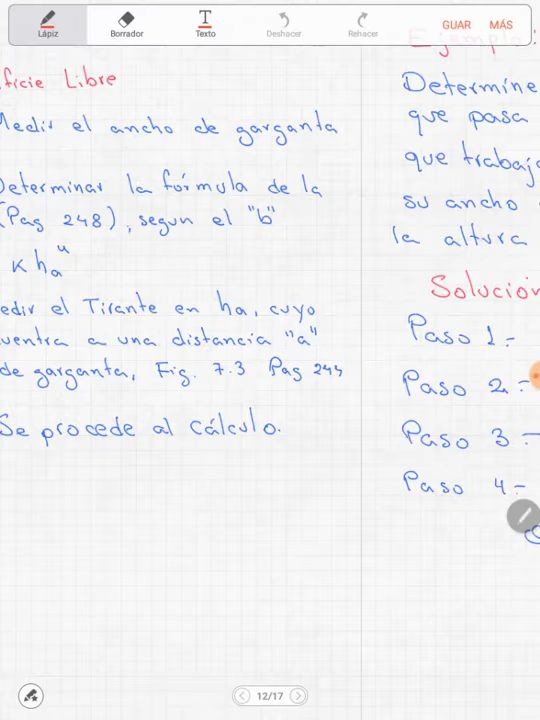 Lápiz
Borrador
Texto
Deshacer
Rehacer
GUAR
MÁS
ficie Libre
Medir el ancho de garganta
Determinar la fórmula de la
(Pag 248), segun el "b"
K ha^u
edir el Tirante en ha, cuyo
uentra a una distancia "a"
de garganta, Fig. 7.3 Pag 244
Se procede al cálculo.
Ejemplo:
Determine
que pasa
que trabaj
su ancho
la altura
Solución
Paso 1-
Paso 2-
Paso 3-
Paso 4-
12/17